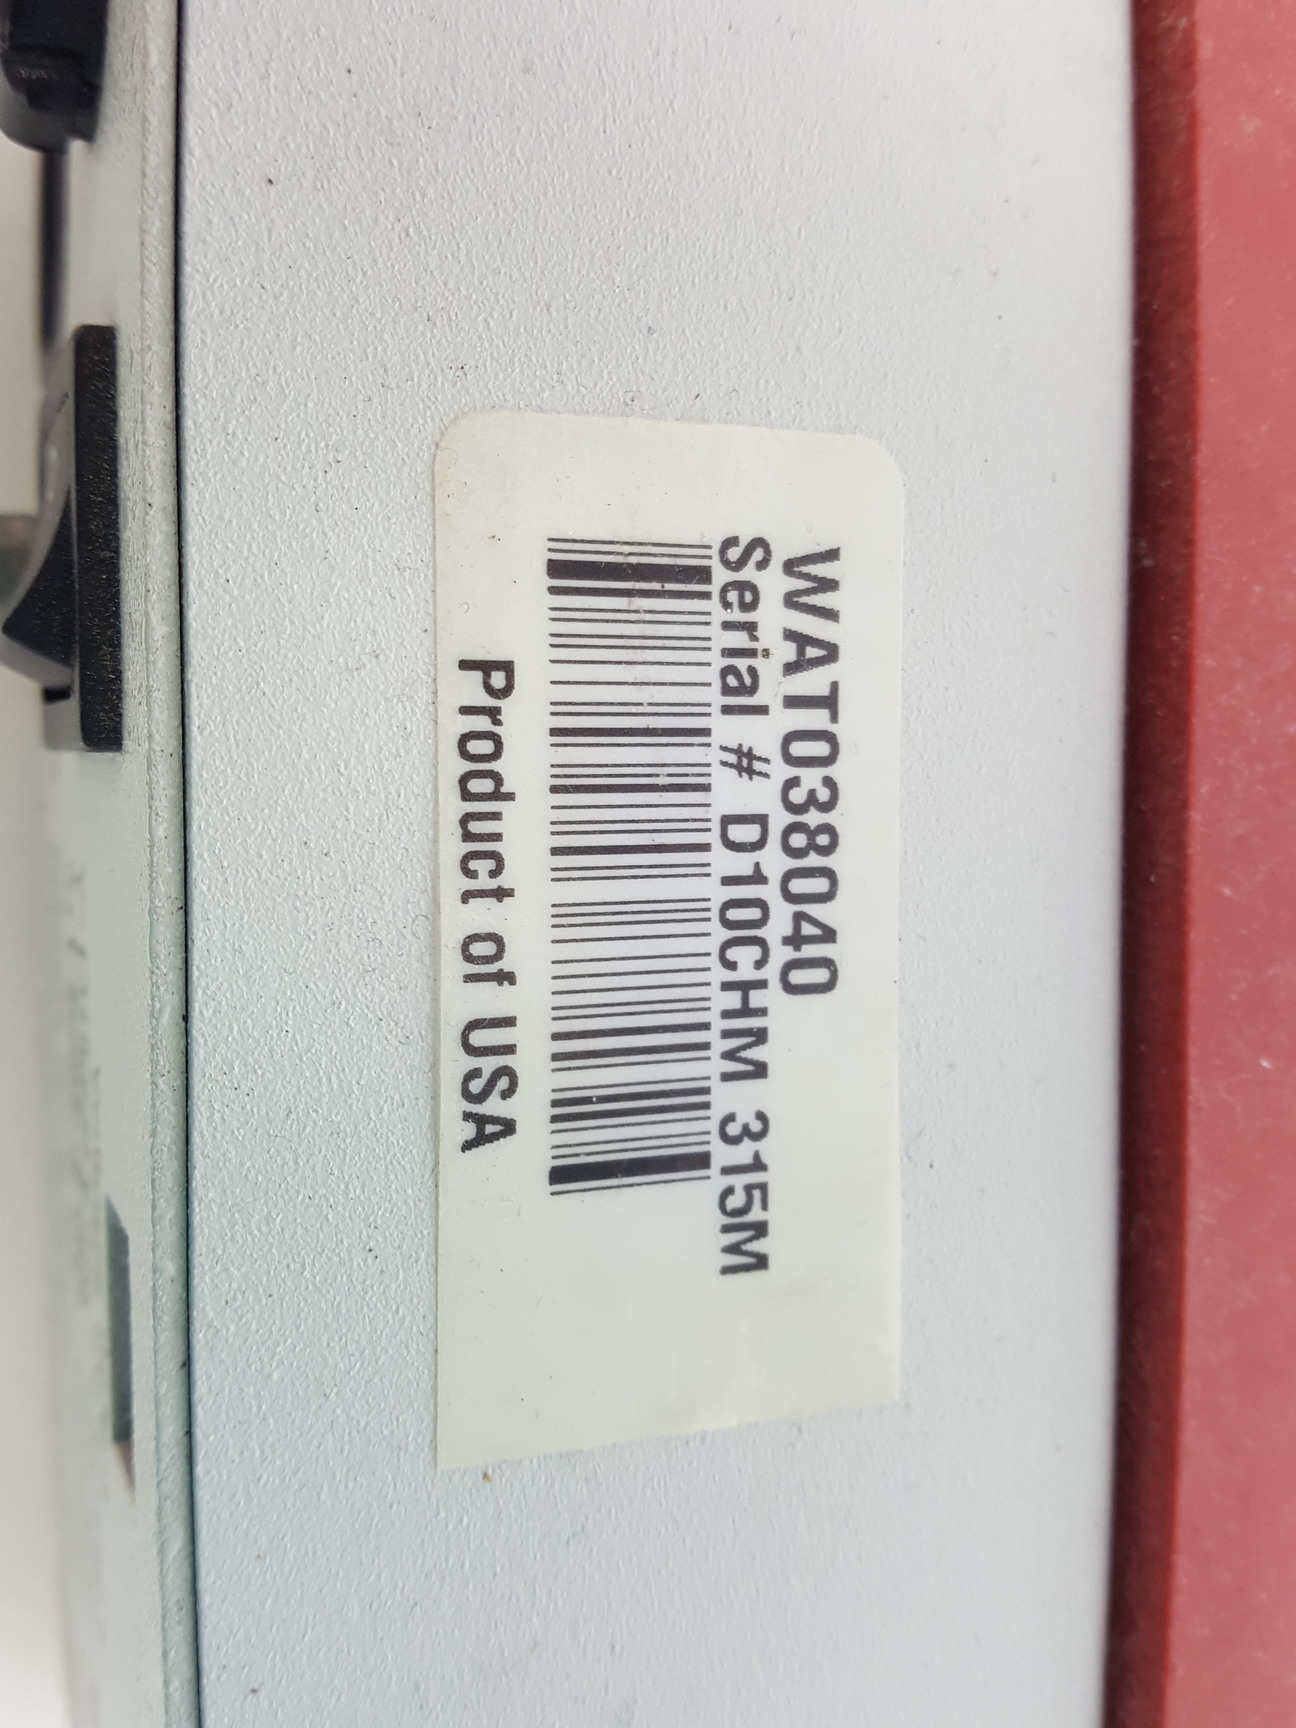 WAT038040
Serial # D10CHM 315M
Product of USA